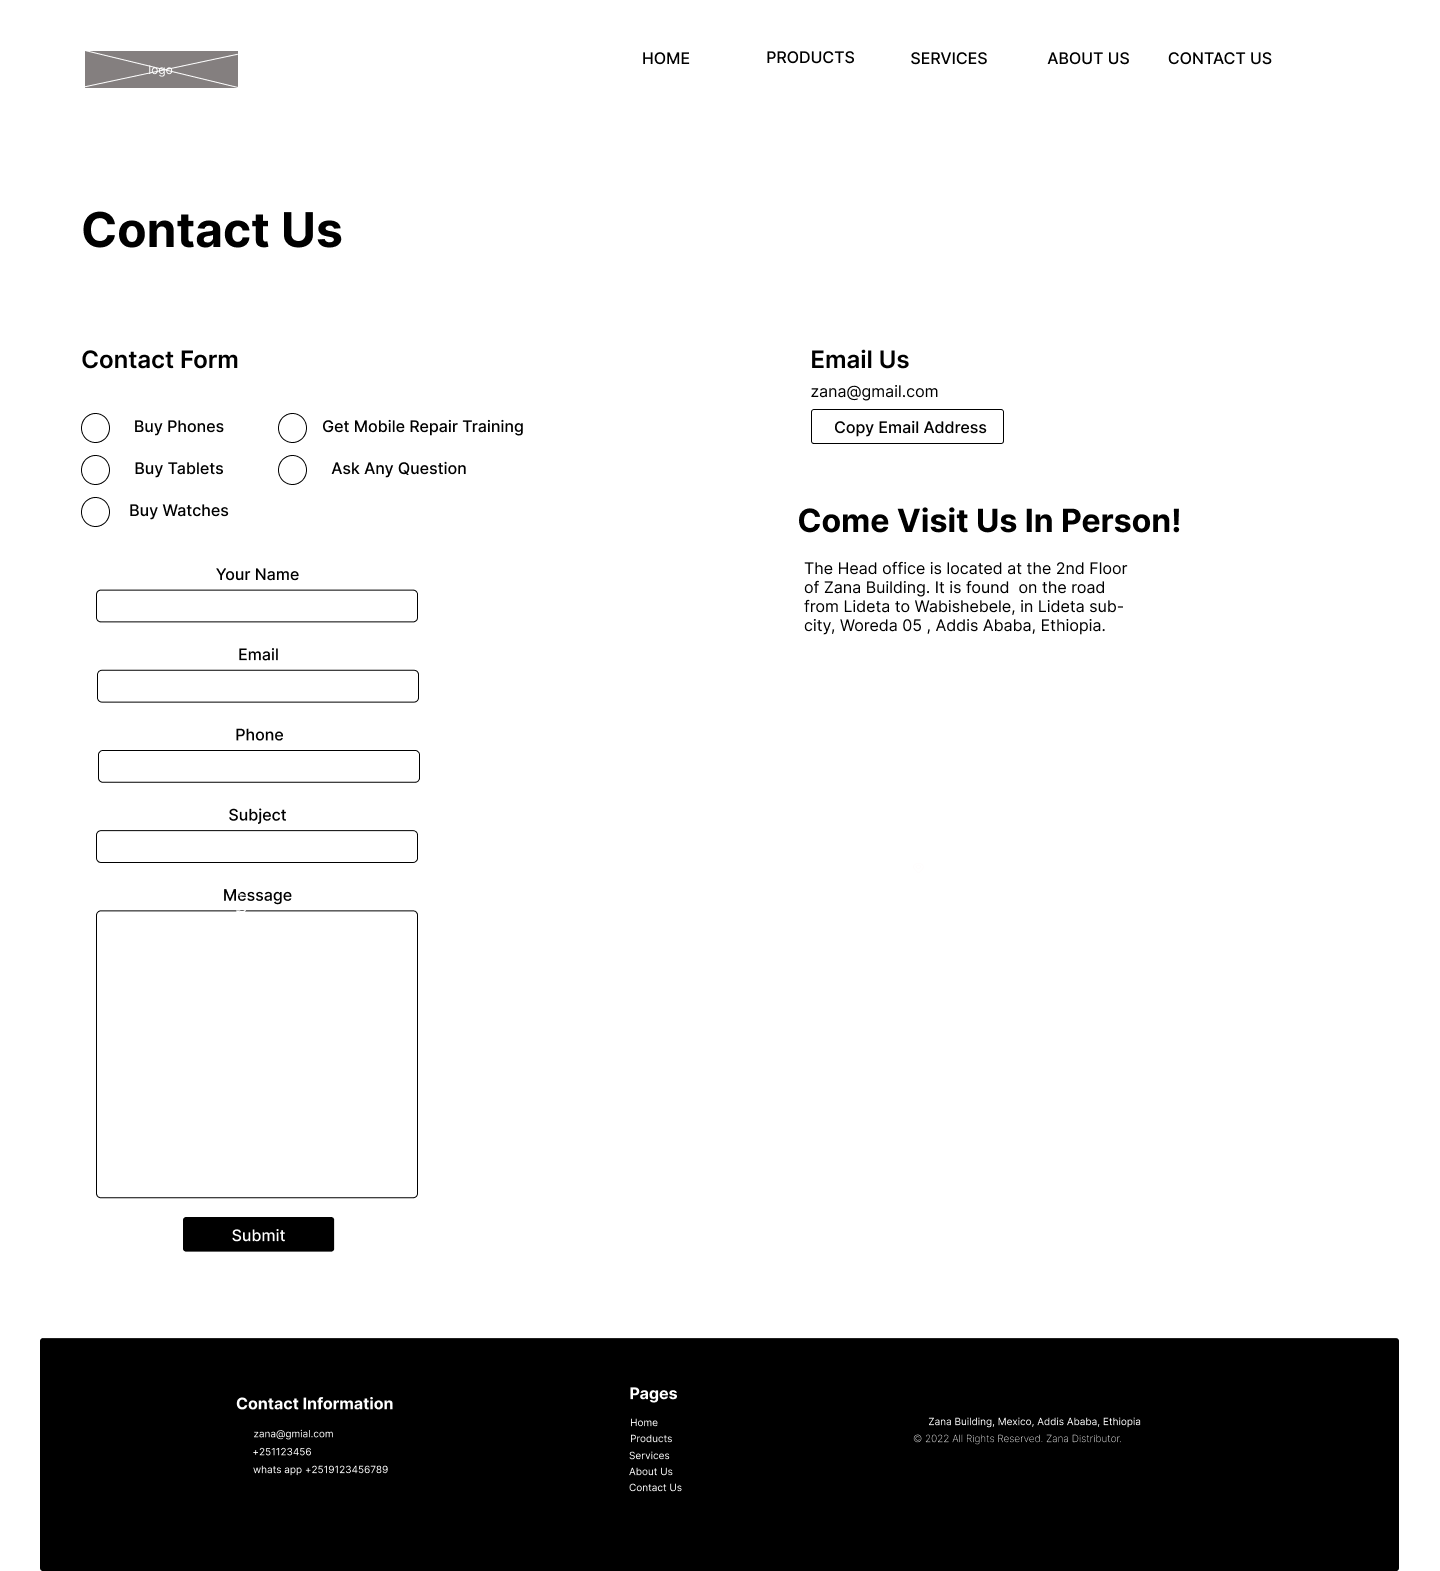 logo
HOME
PRODUCTS
SERVICES
ABOUT US
CONTACT US
Contact Us
Contact Form
Buy Phones
Get Mobile Repair Training
Buy Tablets
Ask Any Question
Buy Watches
Your Name
Email
Phone
Subject
Message
Submit
Email Us
zana@gmail.com
Copy Email Address
Come Visit Us In Person!
The Head office is located at the 2nd Floor
of Zana Building. It is found  on the road
from Lideta to Wabishebele, in Lideta sub-
city, Woreda 05 , Addis Ababa, Ethiopia.
Contact Information
zana@gmial.com
+251123456
whats app +2519123456789
Pages
Home
Products
Services
About Us
Contact Us
Zana Building, Mexico, Addis Ababa, Ethiopia
© 2022 All Rights Reserved. Zana Distributor.